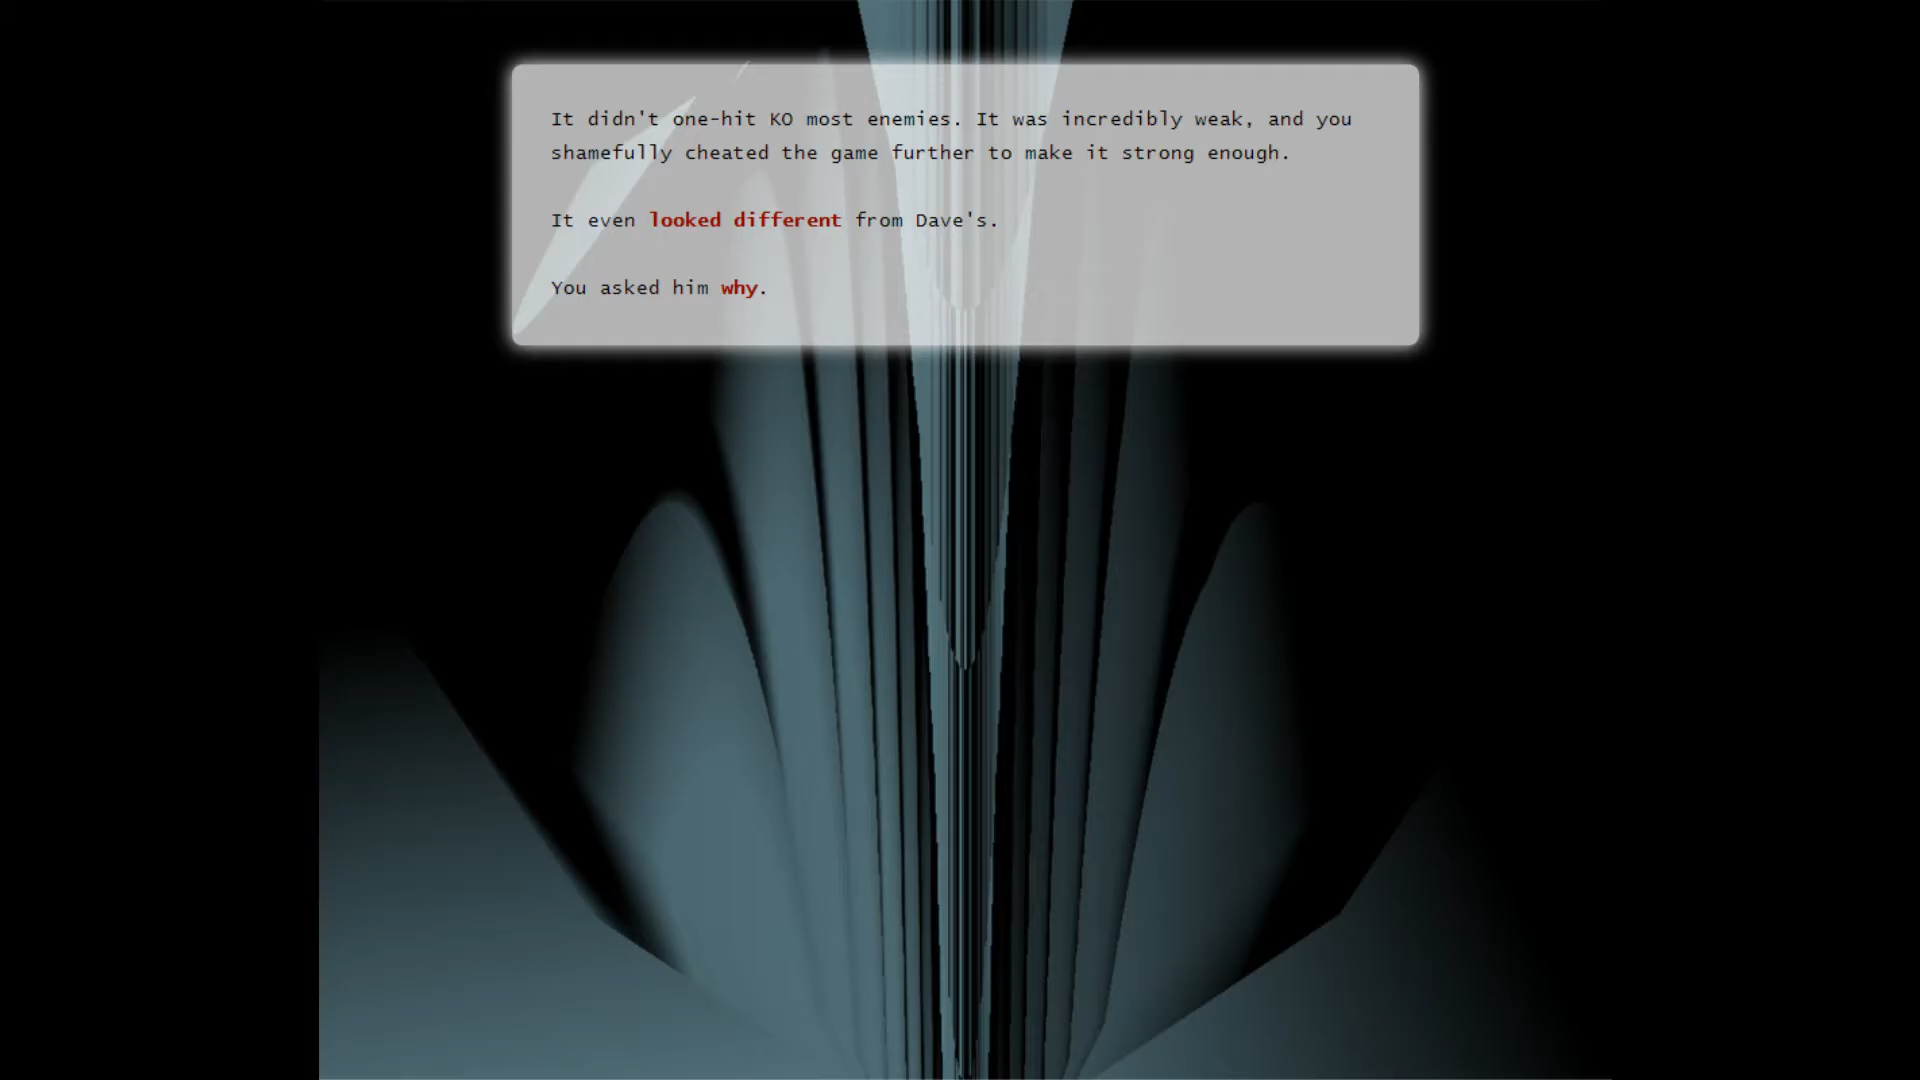 It didn't one-hit KO most enemies. It was incredibly weak, and you
shamefully cheated the game further to make it strong enough.
It even looked different from Dave's.
You asked him why.